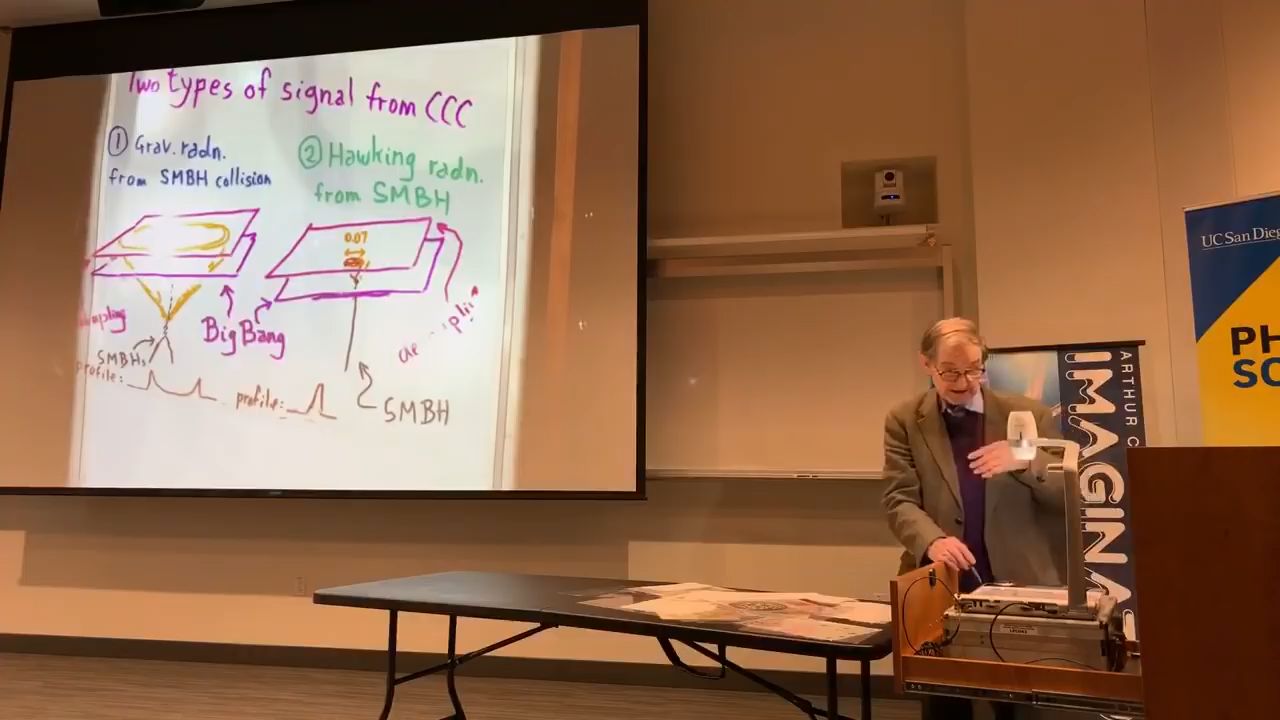 Two types of signal from CCC
① Grav. radn.
from SMBH collision
② Hawking radn.
from SMBH
0.07
Big Bang
SMBHs
profile:
profile:
SMBH
UC San Dieg
PH
SC
ARTHUR C
IMAGINA